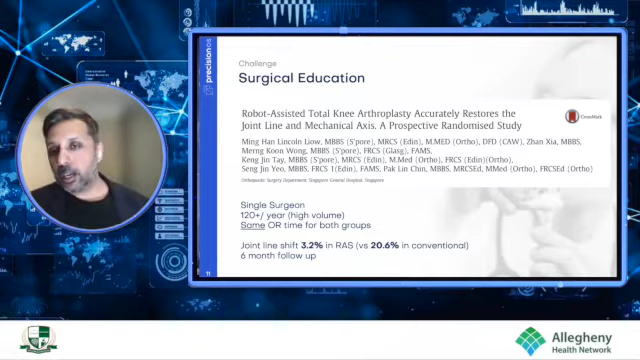 precisionos
Challenge
Surgical Education
Robot-Assisted Total Knee Arthroplasty Accurately Restores the
Joint Line and Mechanical Axis. A Prospective Randomised Study
CrossMark
Ming Han Lincoln Liow, MBBS (S'pore), MRCS (Edin), M.MED (Ortho), DFD (CAW), Zhan Xia, MBBS,
Merng Koon Wong, MBBS (S'pore), FRCS (Glasg), FAMS,
Keng Jin Tay, MBBS (S'pore), MRCS (Edin), M.Med (Ortho), FRCS (Edin)(Ortho),
Seng Jin Yeo, MBBS, FRCS 1(Edin), FAMS, Pak Lin Chin, MBBS, MRCSEd, MMed (Ortho), FRCSEd (Ortho)
Orthopaedic Surgery Department, Singapore General Hospital, Singapore
Single Surgeon
120+/ year (high volume)
Same OR time for both groups
Joint line shift 3.2% in RAS (vs 20.6% in conventional)
6 month follow up
11
Allegheny
Health Network